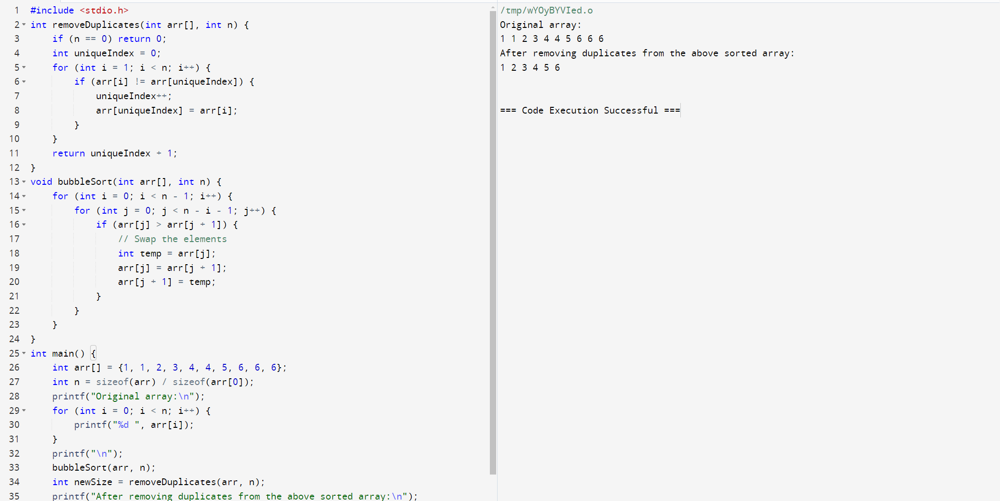 1 #include <stdio.h>
2 int removeDuplicates(int arr[], int n) {
3     if (n == 0) return 0;
4     int uniqueIndex = 0;
5     for (int i = 1; i < n; i++) {
6         if (arr[i] != arr[uniqueIndex]) {
7             uniqueIndex++;
8             arr[uniqueIndex] = arr[i];
9         }
10     }
11     return uniqueIndex + 1;
12 }
13 void bubbleSort(int arr[], int n) {
14     for (int i = 0; i < n - 1; i++) {
15         for (int j = 0; j < n - i - 1; j++) {
16             if (arr[j] > arr[j + 1]) {
17                 // Swap the elements
18                 int temp = arr[j];
19                 arr[j] = arr[j + 1];
20                 arr[j + 1] = temp;
21             }
22         }
23     }
24 }
25 int main() {
26     int arr[] = {1, 1, 2, 3, 4, 4, 5, 6, 6, 6};
27     int n = sizeof(arr) / sizeof(arr[0]);
28     printf("Original array:\n");
29     for (int i = 0; i < n; i++) {
30         printf("%d ", arr[i]);
31     }
32     printf("\n");
33     bubbleSort(arr, n);
34     int newSize = removeDuplicates(arr, n);
35     printf("After removing duplicates from the above sorted array:\n");
/tmp/wYOyBYVIed.o
Original array:
1 1 2 3 4 4 5 6 6 6
After removing duplicates from the above sorted array:
1 2 3 4 5 6
=== Code Execution Successful ===